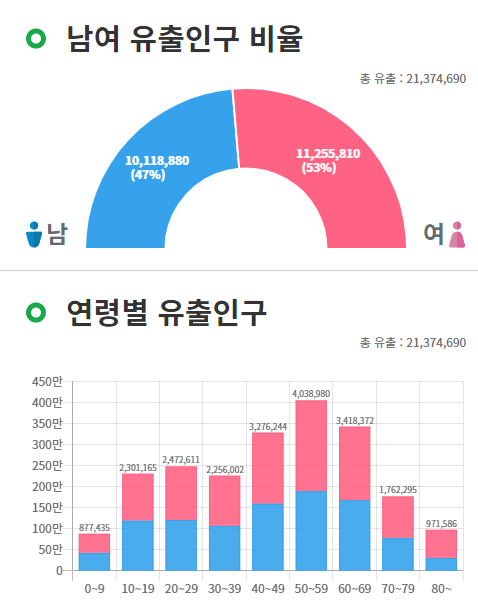 남여 유출인구 비율
총 유출 : 21,374,690
10,118,880
(47%)
11,255,810
(53%)
남
여
연령별 유출인구
총 유출 : 21,374,690
450만
400만
350만
300만
250만
200만
150만
100만
50만
0
877,435
2,301,165
2,472,611
2,256,002
3,276,244
4,038,980
3,418,372
1,762,295
971,586
0~9 10~19 20~29 30~39 40~49 50~59 60~69 70~79 80~